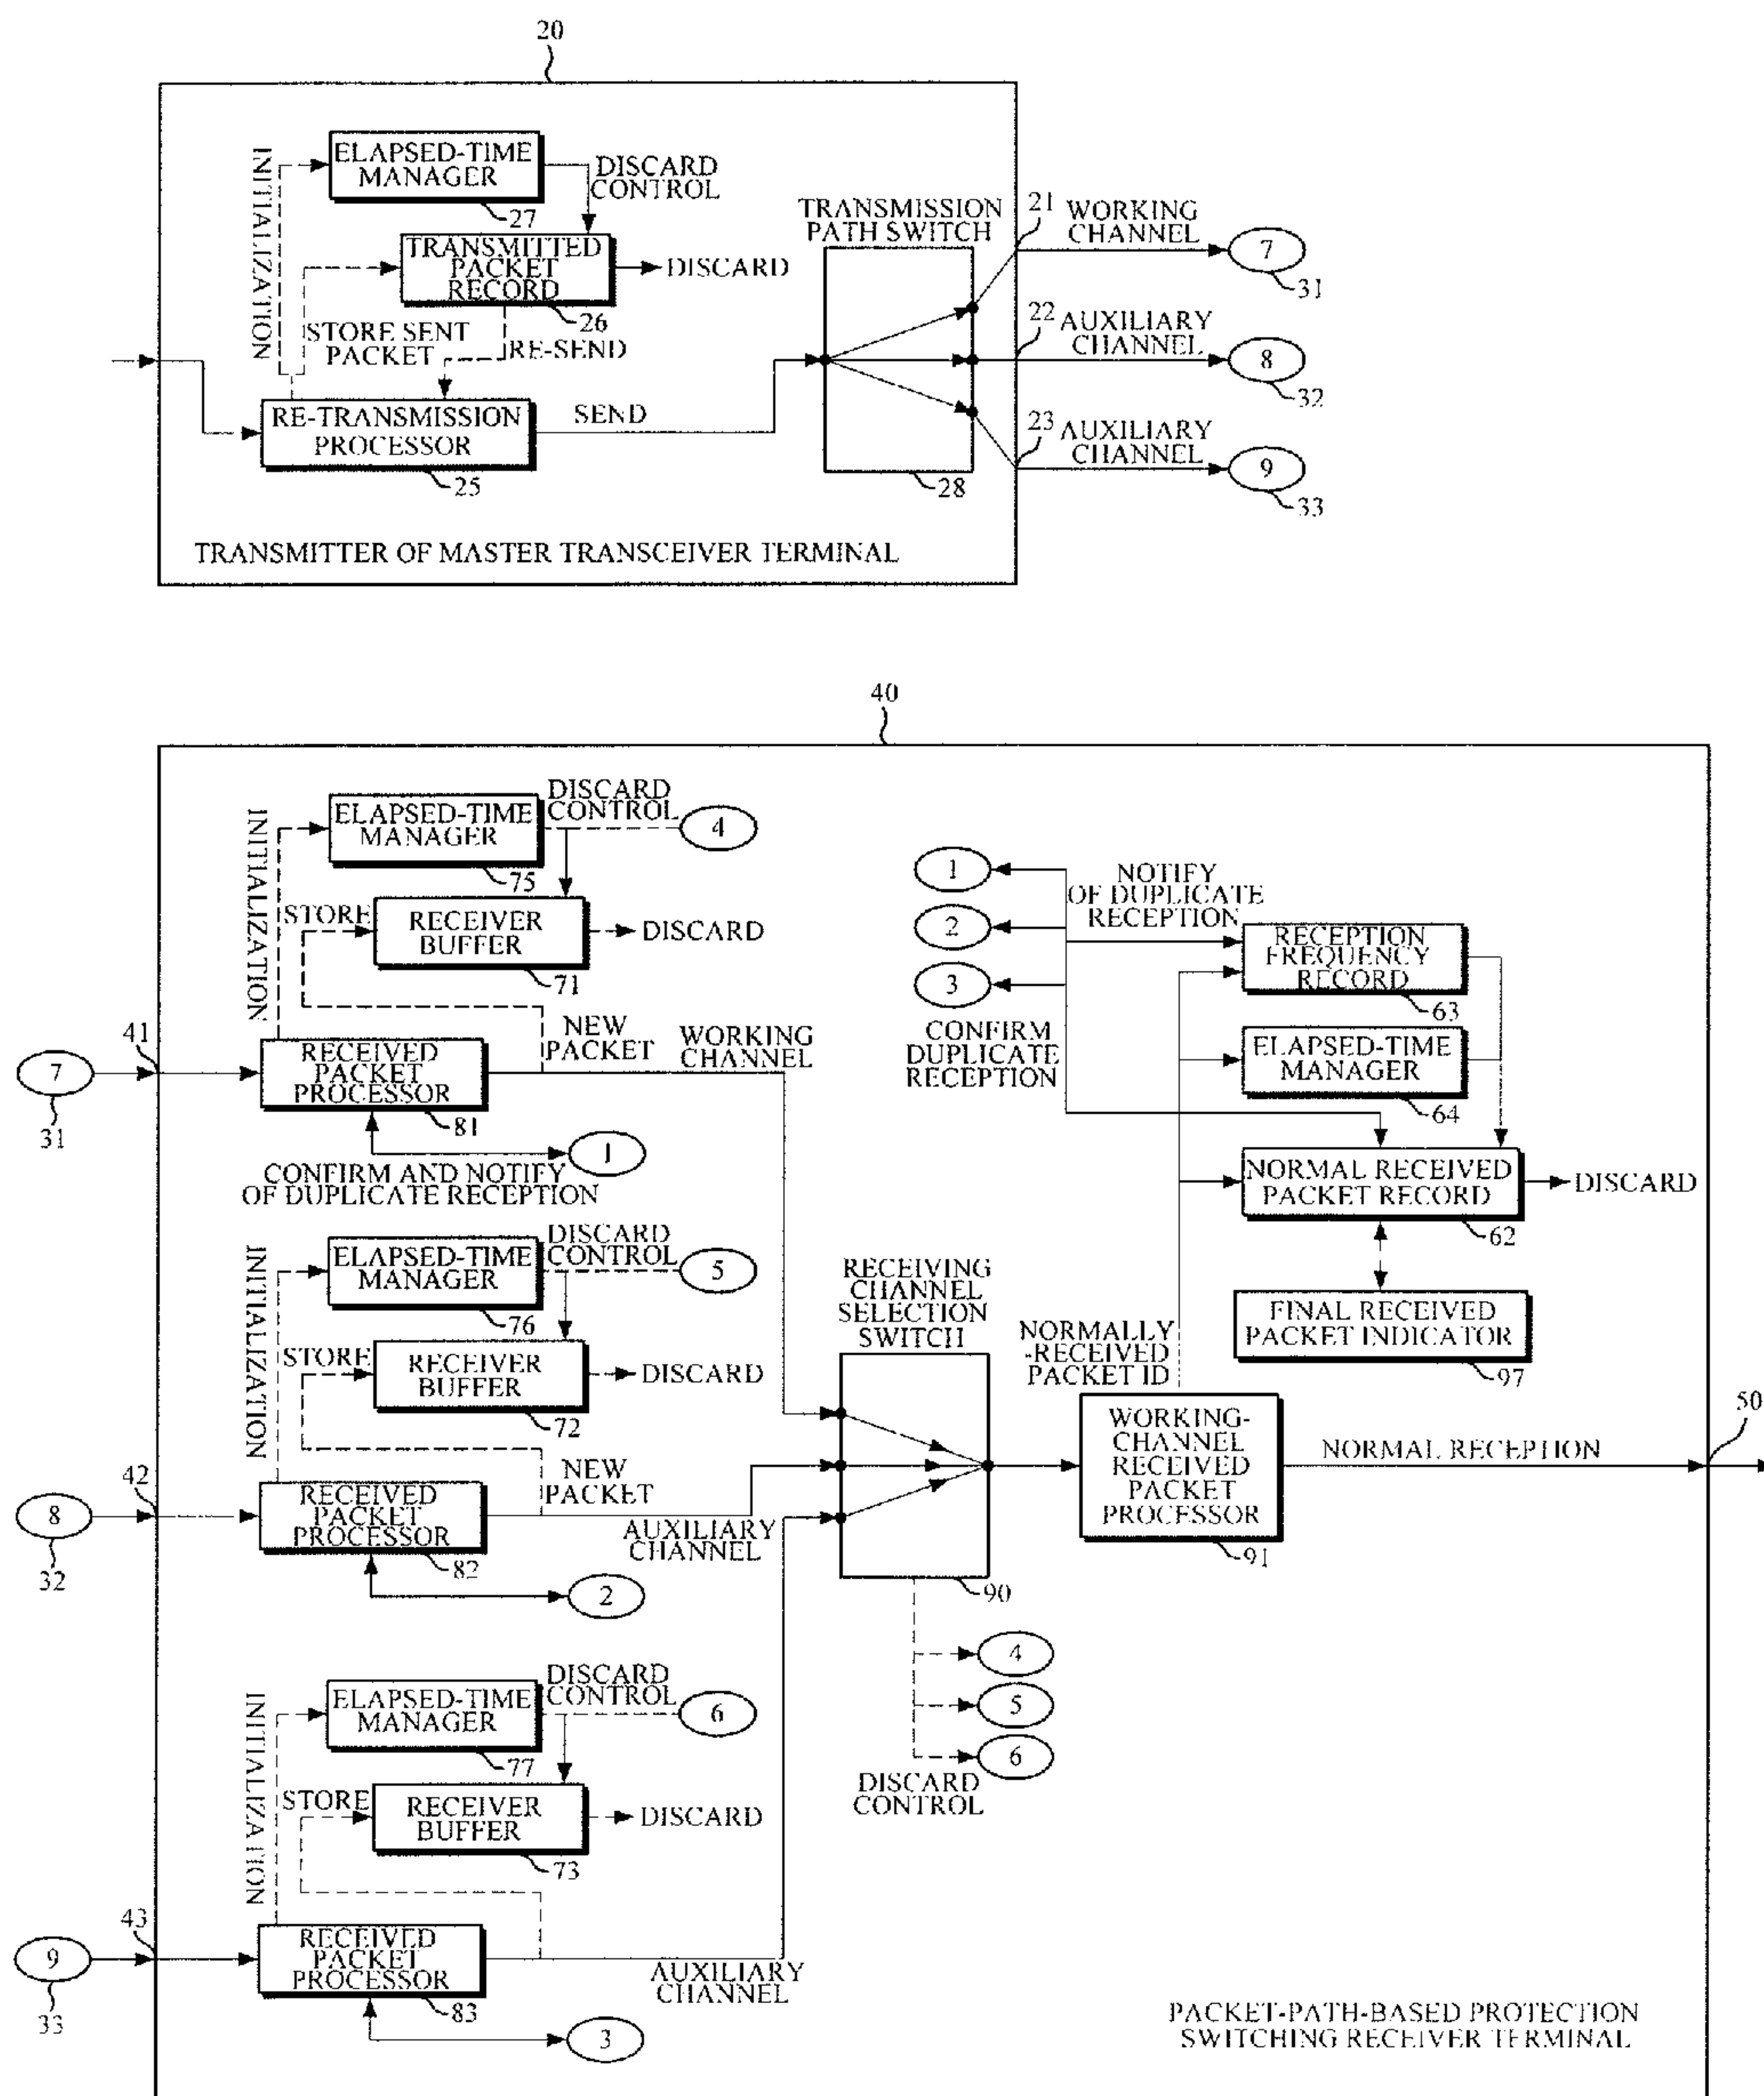 20
INITIALIZATION
ELAPSED-TIME
MANAGER
27
DISCARD
CONTROL
TRANSMITTED
PACKET
RECORD
26
DISCARD
STORE SENT
PACKET
RE-SEND
RE-TRANSMISSION
PROCESSOR
25
SEND
TRANSMISSION
PATH SWITCH
28
21
WORKING
CHANNEL
7
31
22
AUXILIARY
CHANNEL
8
32
23
AUXILIARY
CHANNEL
9
33
TRANSMITTER OF MASTER TRANSCEIVER TERMINAL
40
INITIALIZATION
ELAPSED-TIME
MANAGER
75
DISCARD
CONTROL
4
STORE
RECEIVER
BUFFER
71
DISCARD
NEW
PACKET
WORKING
CHANNEL
7
31
41
RECEIVED
PACKET
PROCESSOR
81
1
CONFIRM AND NOTIFY
OF DUPLICATE RECEPTION
INITIALIZATION
ELAPSED-TIME
MANAGER
76
DISCARD
CONTROL
5
STORE
RECEIVER
BUFFER
72
DISCARD
NEW
PACKET
8
32
42
RECEIVED
PACKET
PROCESSOR
82
AUXILIARY
CHANNEL
2
INITIALIZATION
ELAPSED-TIME
MANAGER
77
DISCARD
CONTROL
6
STORE
RECEIVER
BUFFER
73
DISCARD
9
33
43
RECEIVED
PACKET
PROCESSOR
83
AUXILIARY
CHANNEL
3
RECEIVING
CHANNEL
SELECTION
SWITCH
90
4
5
6
DISCARD
CONTROL
1
2
3
CONFIRM
DUPLICATE
RECEPTION
NOTIFY
OF DUPLICATE
RECEPTION
RECEPTION
FREQUENCY
RECORD
63
ELAPSED-TIME
MANAGER
64
NORMAL RECEIVED
PACKET RECORD
62
DISCARD
FINAL RECEIVED
PACKET INDICATOR
97
NORMALLY
-RECEIVED
PACKET ID
WORKING-
CHANNEL
RECEIVED
PACKET
PROCESSOR
91
NORMAL RECEPTION
50
PACKET-PATH-BASED PROTECTION
SWITCHING RECEIVER TERMINAL